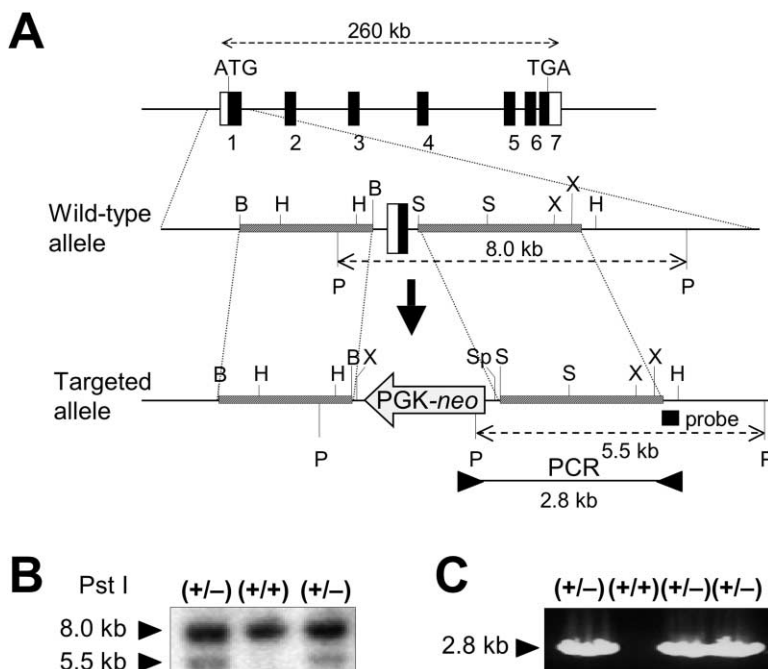 A
260 kb
ATG
TGA
1 2 3 4 5 6 7
Wild-type allele
B H H B S S X X H
8.0 kb
P P
Targeted allele
B H H B X Sp S S X X H
PGK-neo
probe
P P P
5.5 kb
PCR
2.8 kb
B
Pst I
(+/–) (+/+) (+/–)
8.0 kb
5.5 kb
C
(+/–) (+/+) (+/–) (+/–)
2.8 kb